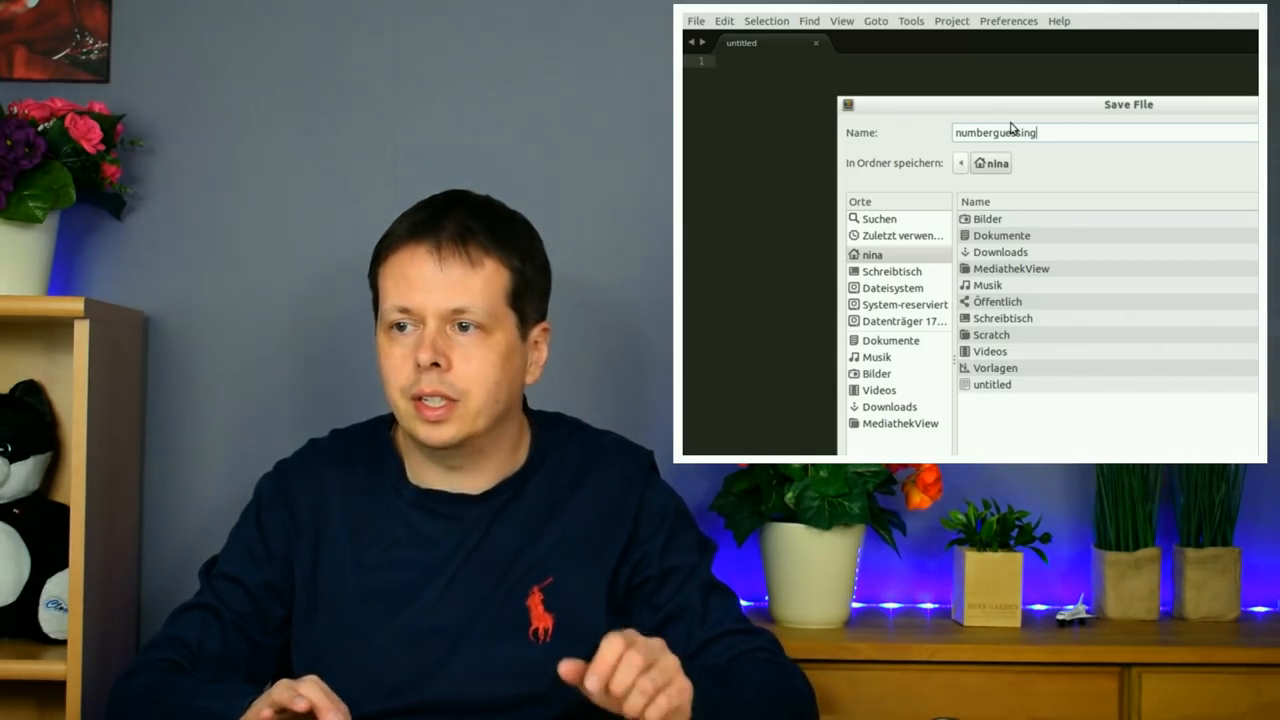 File Edit Selection Find View Goto Tools Project Preferences Help
untitled
1
Save File
Name: numberguessing
In Ordner speichern: nina
Orte
Suchen
Zuletzt verwen...
nina
Schreibtisch
Dateisystem
System-reserviert
Datenträger 17...
Dokumente
Musik
Bilder
Videos
Downloads
MediathekView
Name
Bilder
Dokumente
Downloads
MediathekView
Musik
Öffentlich
Schreibtisch
Scratch
Videos
Vorlagen
untitled
HERB GARDEN